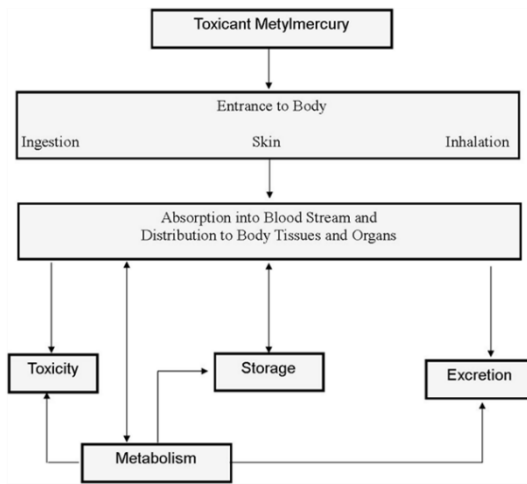 Toxicant Metylmercury
Entrance to Body
Ingestion Skin Inhalation
Absorption into Blood Stream and
Distribution to Body Tissues and Organs
Toxicity
Storage
Excretion
Metabolism